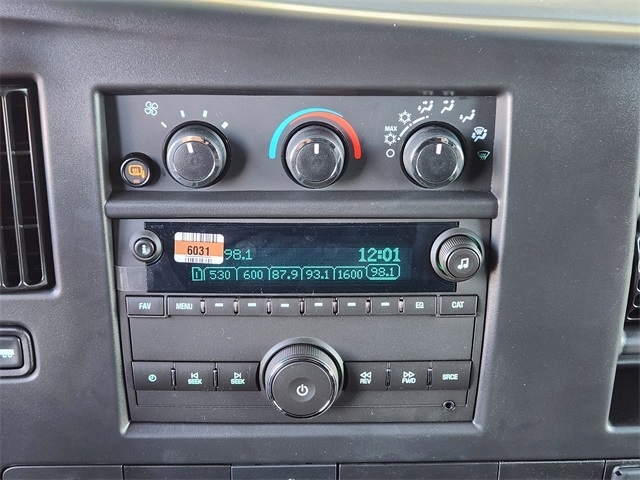 MAX
6031
98.1
12:01
1 530 600 87.9 93.1 1600 98.1
FAV MENU EQ CAT
SEEK SEEK REV FWD SRCE